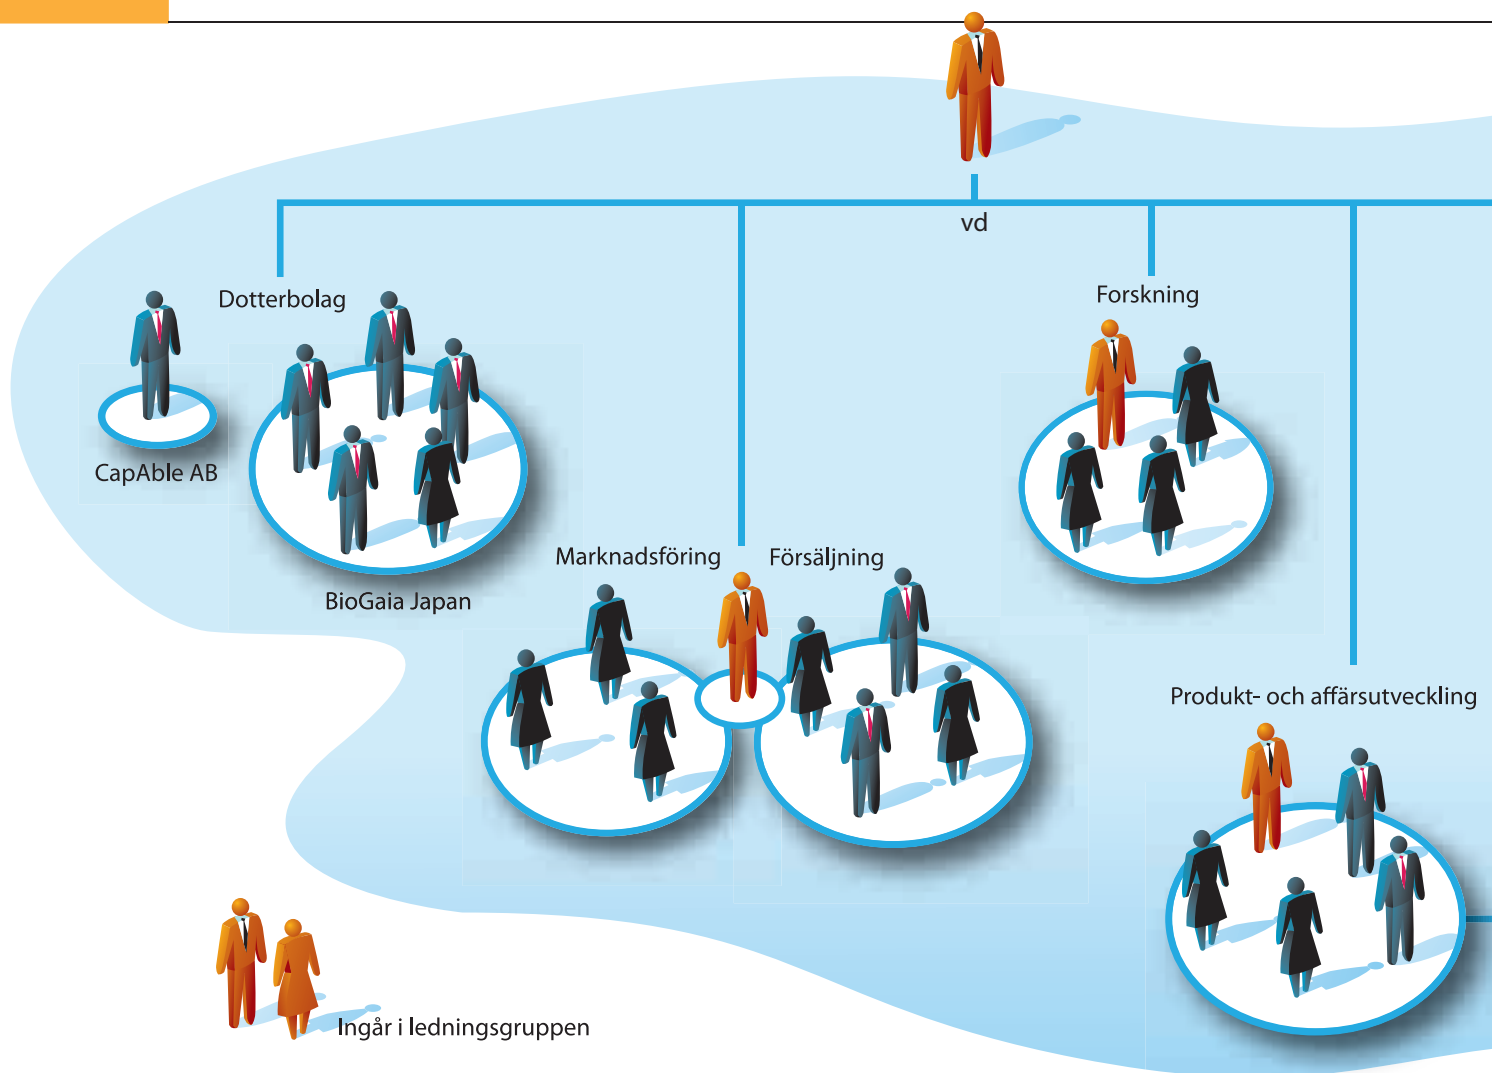 vd
Dotterbolag
Forskning
CapAble AB
BioGaia Japan
Marknadsföring
Försäljning
Produkt- och affärsutveckling
Ingår i ledningsgruppen